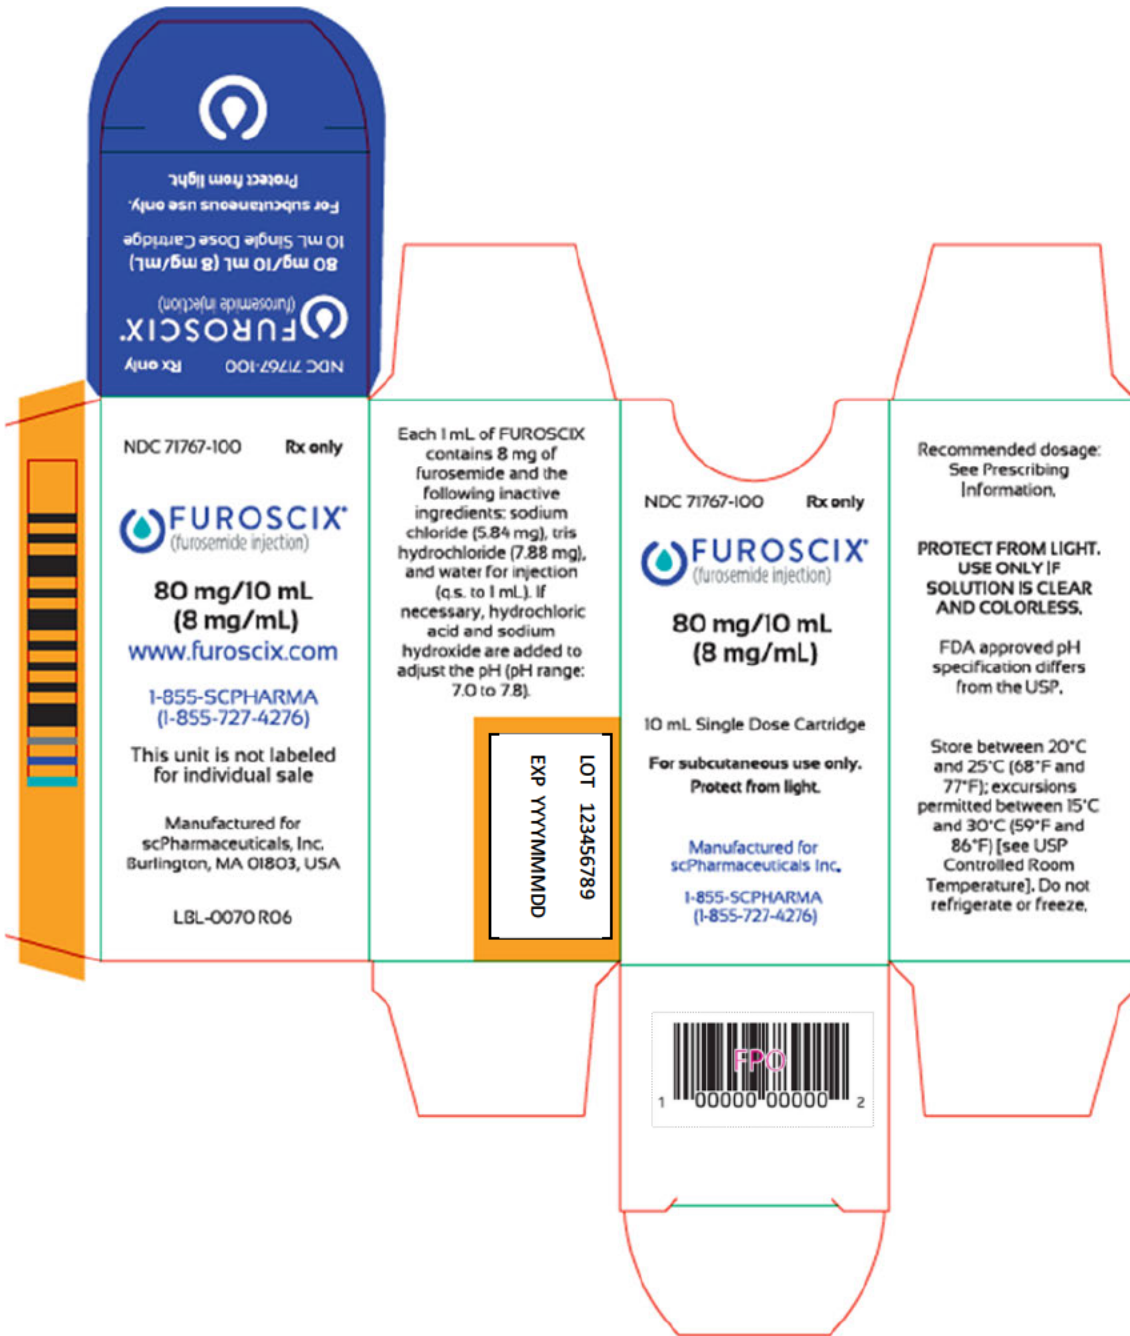 Protect from light.
For subcutaneous use only.
10 mL Single Dose Cartridge
80 mg/10 mL (8 mg/mL)
(furosemide injection)
FUROSCIX®
NDC 71767-100 Rx only
NDC 71767-100 Rx only
FUROSCIX®
(furosemide injection)
80 mg/10 mL
(8 mg/mL)
www.furoscix.com
1-855-SCPHARMA
(1-855-727-4276)
This unit is not labeled
for individual sale
Manufactured for
scPharmaceuticals, Inc.
Burlington, MA 01803, USA
LBL-0070 R06
Each 1 mL of FUROSCIX
contains 8 mg of
furosemide and the
following inactive
ingredients: sodium
chloride (5.84 mg), tris
hydrochloride (7.88 mg),
and water for injection
(q.s. to 1 mL). If
necessary, hydrochloric
acid and sodium
hydroxide are added to
adjust the pH (pH range:
7.0 to 7.8).
LOT 123456789
EXP YYYYMMMDD
NDC 71767-100 Rx only
FUROSCIX®
(furosemide injection)
80 mg/10 mL
(8 mg/mL)
10 mL Single Dose Cartridge
For subcutaneous use only.
Protect from light.
Manufactured for
scPharmaceuticals Inc.
1-855-SCPHARMA
(1-855-727-4276)
Recommended dosage:
See Prescribing
Information.
PROTECT FROM LIGHT.
USE ONLY IF
SOLUTION IS CLEAR
AND COLORLESS.
FDA approved pH
specification differs
from the USP.
Store between 20°C
and 25°C (68°F and
77°F); excursions
permitted between 15°C
and 30°C (59°F and
86°F) [see USP
Controlled Room
Temperature]. Do not
refrigerate or freeze.
FPO
1 00000 00000 2